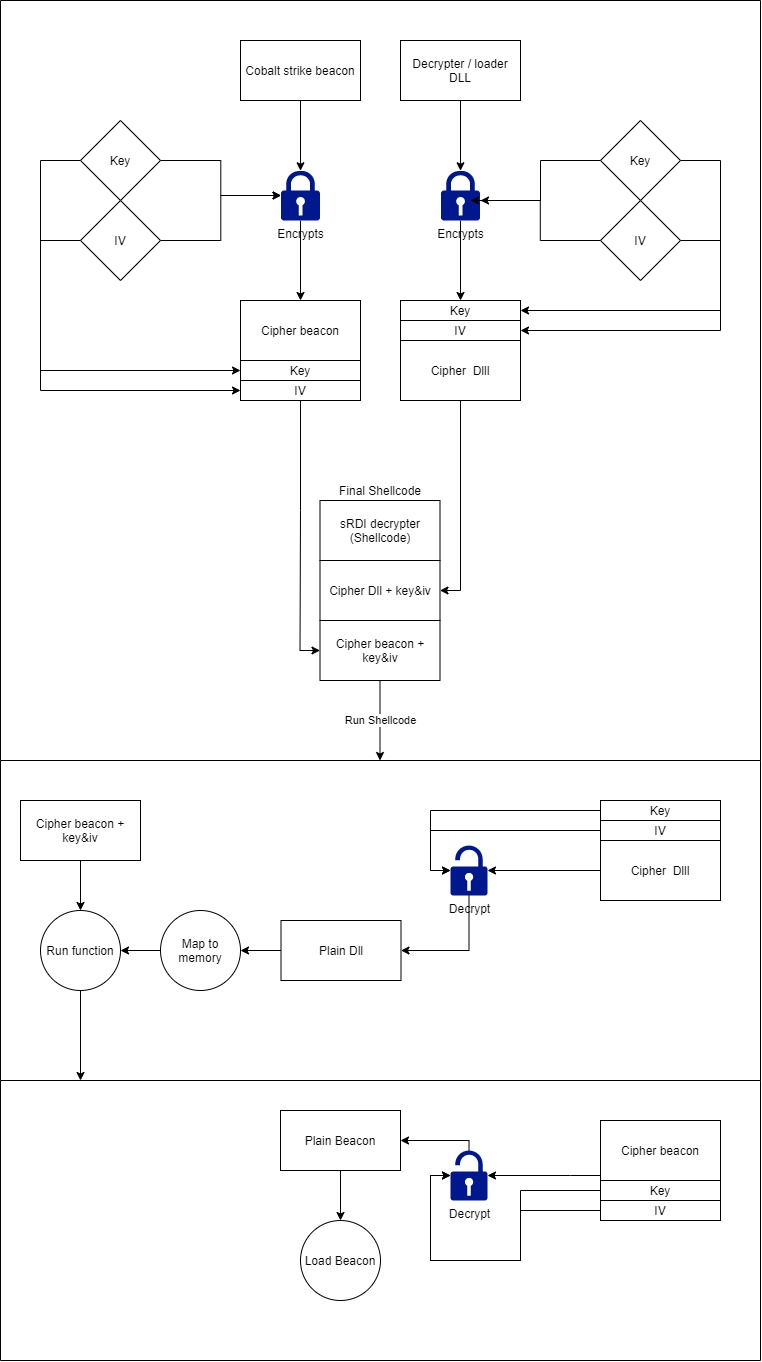 Cobalt strike beacon
Decrypter / loader
DLL
Key
Key
IV
IV
Encrypts
Encrypts
Cipher beacon
Key
IV
Key
IV
Cipher Dlll
Final Shellcode
sRDI decrypter
(Shellcode)
Cipher Dll + key&iv
Cipher beacon +
key&iv
Run Shellcode
Cipher beacon +
key&iv
Key
IV
Cipher Dlll
Decrypt
Run function
Map to
memory
Plain Dll
Plain Beacon
Cipher beacon
Key
IV
Decrypt
Load Beacon